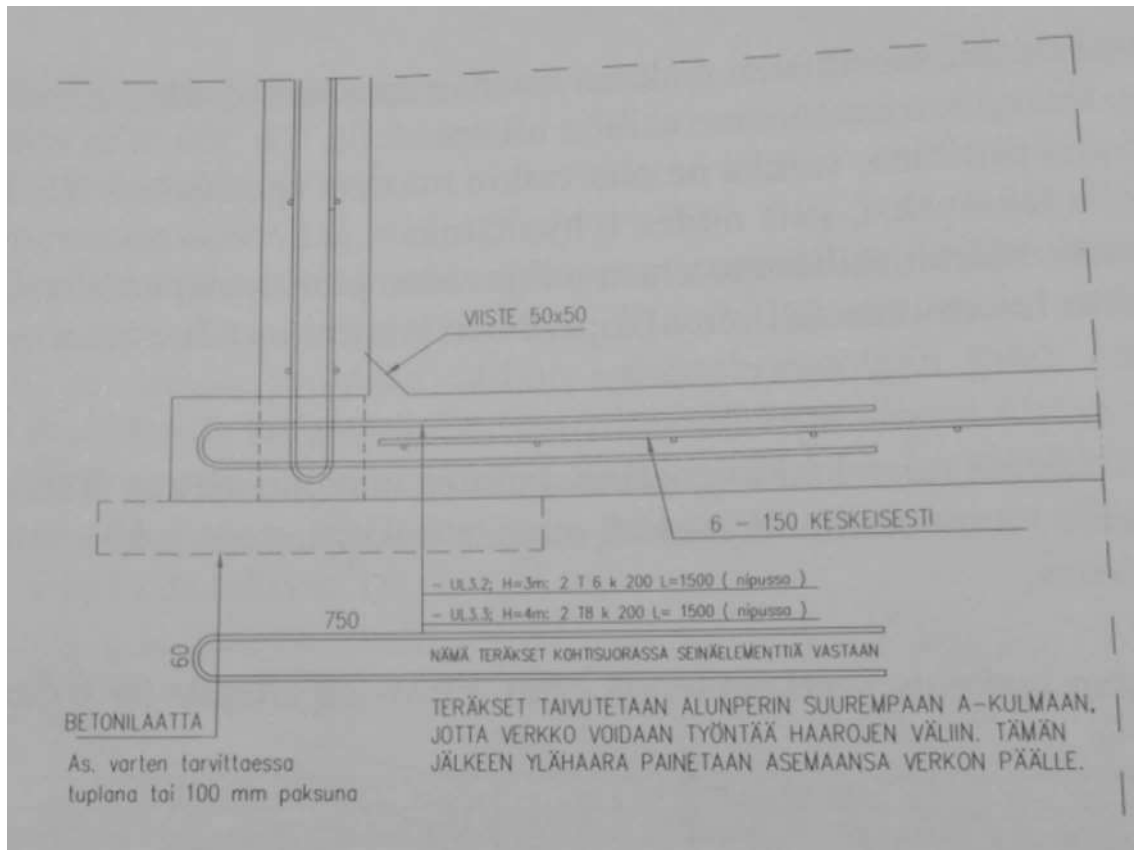 VIISTE 50x50
6 - 150 KESKEISESTI
- UL3.2; H=3m: 2 T 6 k 200 L=1500 ( nipussa )
- UL3.3; H=4m: 2 T8 k 200 L= 1500 ( nipussa )
750
60
NÄMÄ TERÄKSET KOHTISUORASSA SEINÄELEMENTTIÄ VASTAAN
BETONILAATTA
As. varten tarvittaessa
tuplana tai 100 mm paksuna
TERÄKSET TAIVUTETAAN ALUNPERIN SUUREMPAAN A-KULMAAN,
JOTTA VERKKO VOIDAAN TYÖNTÄÄ HAAROJEN VÄLIIN. TÄMÄN
JÄLKEEN YLÄHAARA PAINETAAN ASEMAANSA VERKON PÄÄLLE.